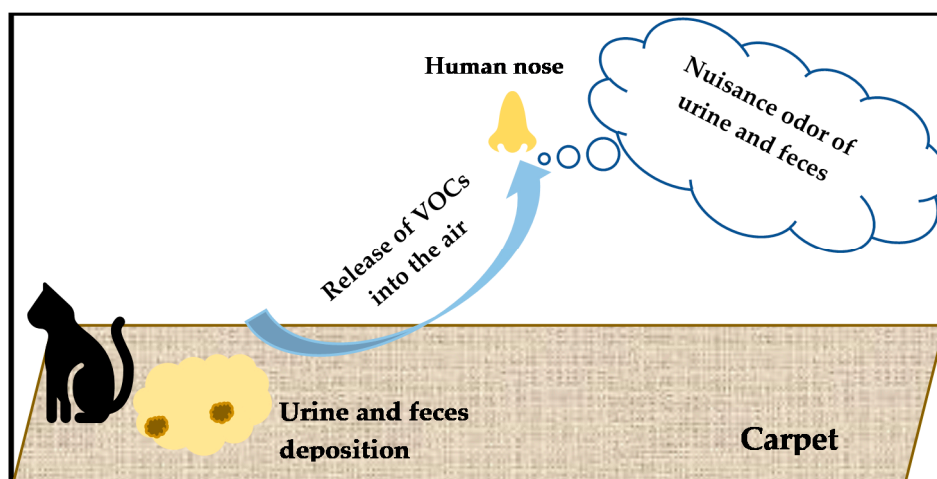 Human nose
Nuisance odor of
urine and feces
Release of VOCs
into the air
Urine and feces
deposition
Carpet